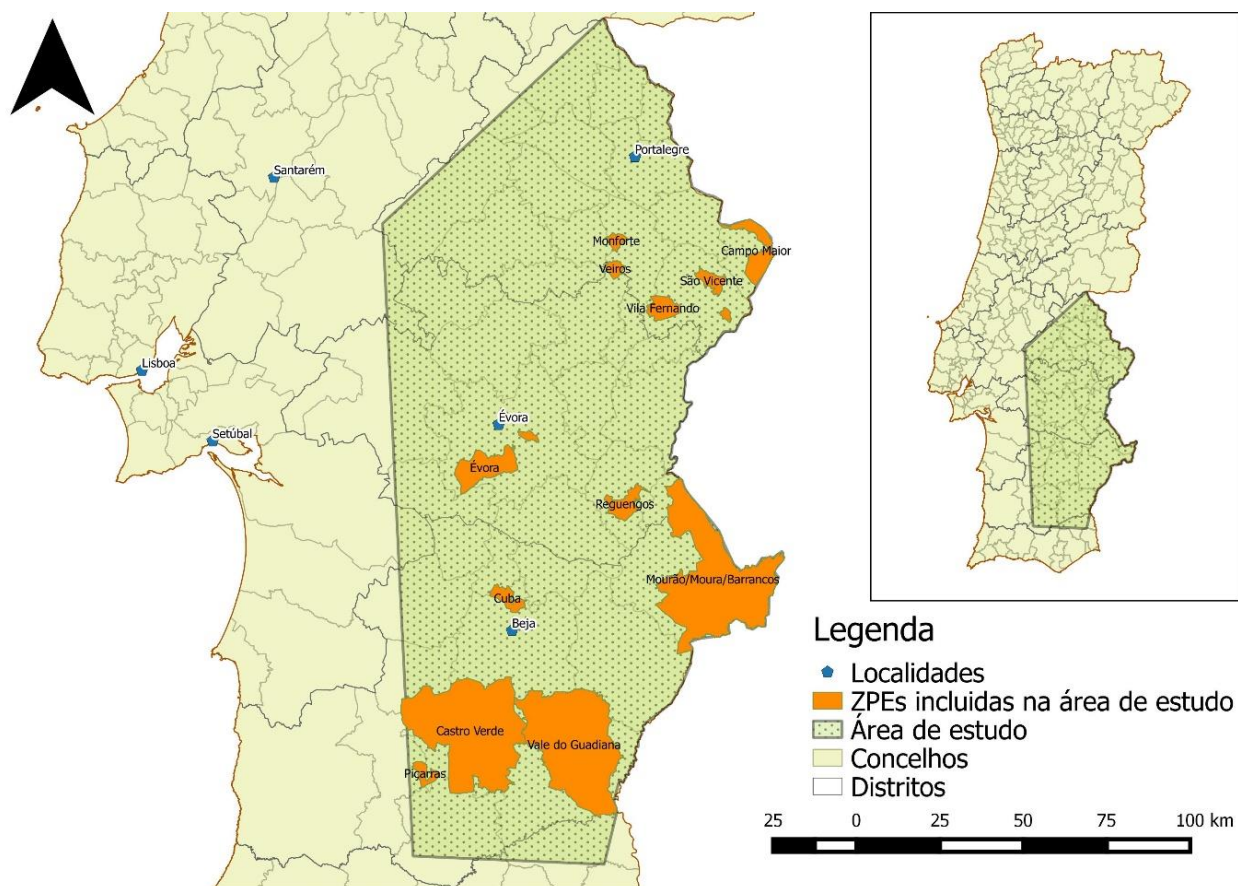 Portalegre
Santarém
Monforte
Campo Maior
Veiros
São Vicente
Vila Fernando
Lisboa
Évora
Setúbal
Évora
Reguengos
Mourão/Moura/Barrancos
Cuba
Beja
Castro Verde
Vale do Guadiana
Piçarras
Legenda
Localidades
ZPEs incluidas na área de estudo
Área de estudo
Concelhos
Distritos
25 0 25 50 75 100 km